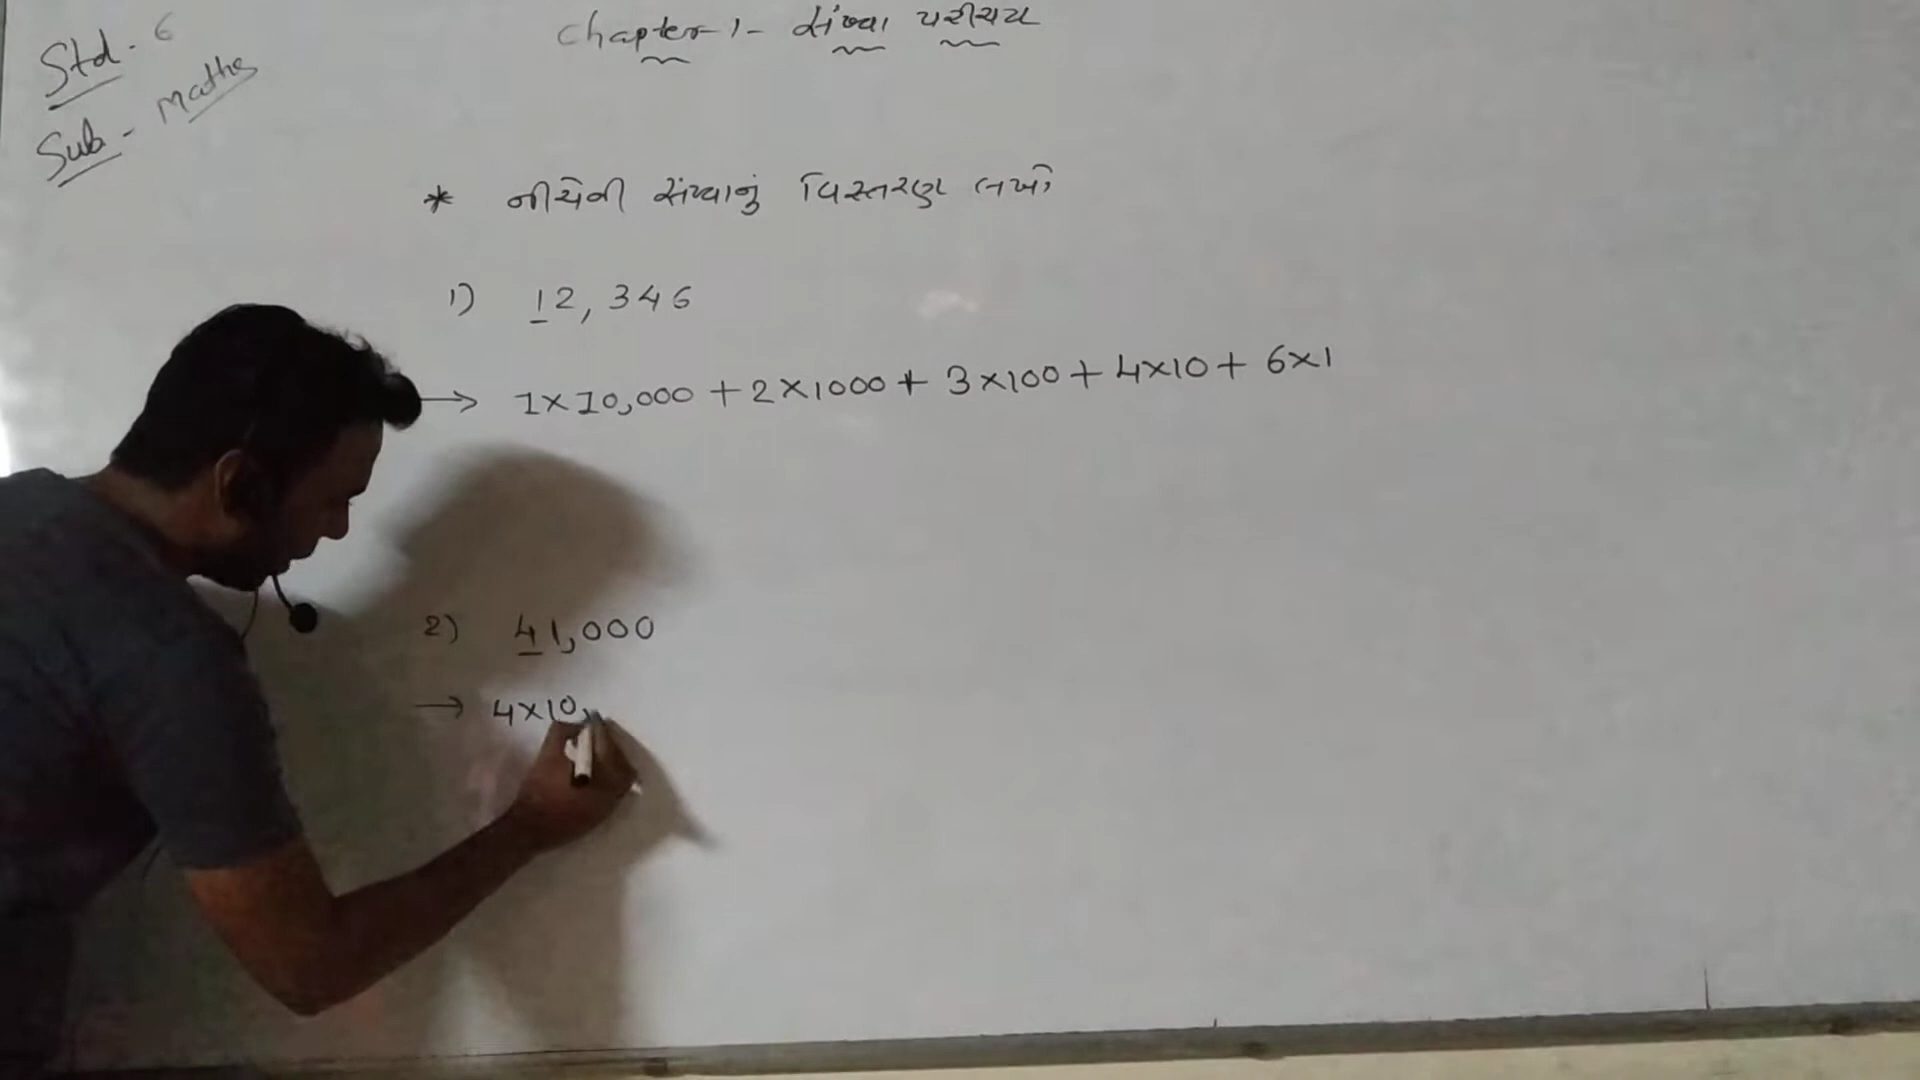 Std. 6
Sub - Maths
Chapter-1- સંખ્યા પરીચય
* નીચેની સંખ્યાનું વિસ્તરણ લખો
1) 12,346
→ 1×10,000 + 2×1000 + 3×100 + 4×10 + 6×1
2) 41,000
→ 4×10,